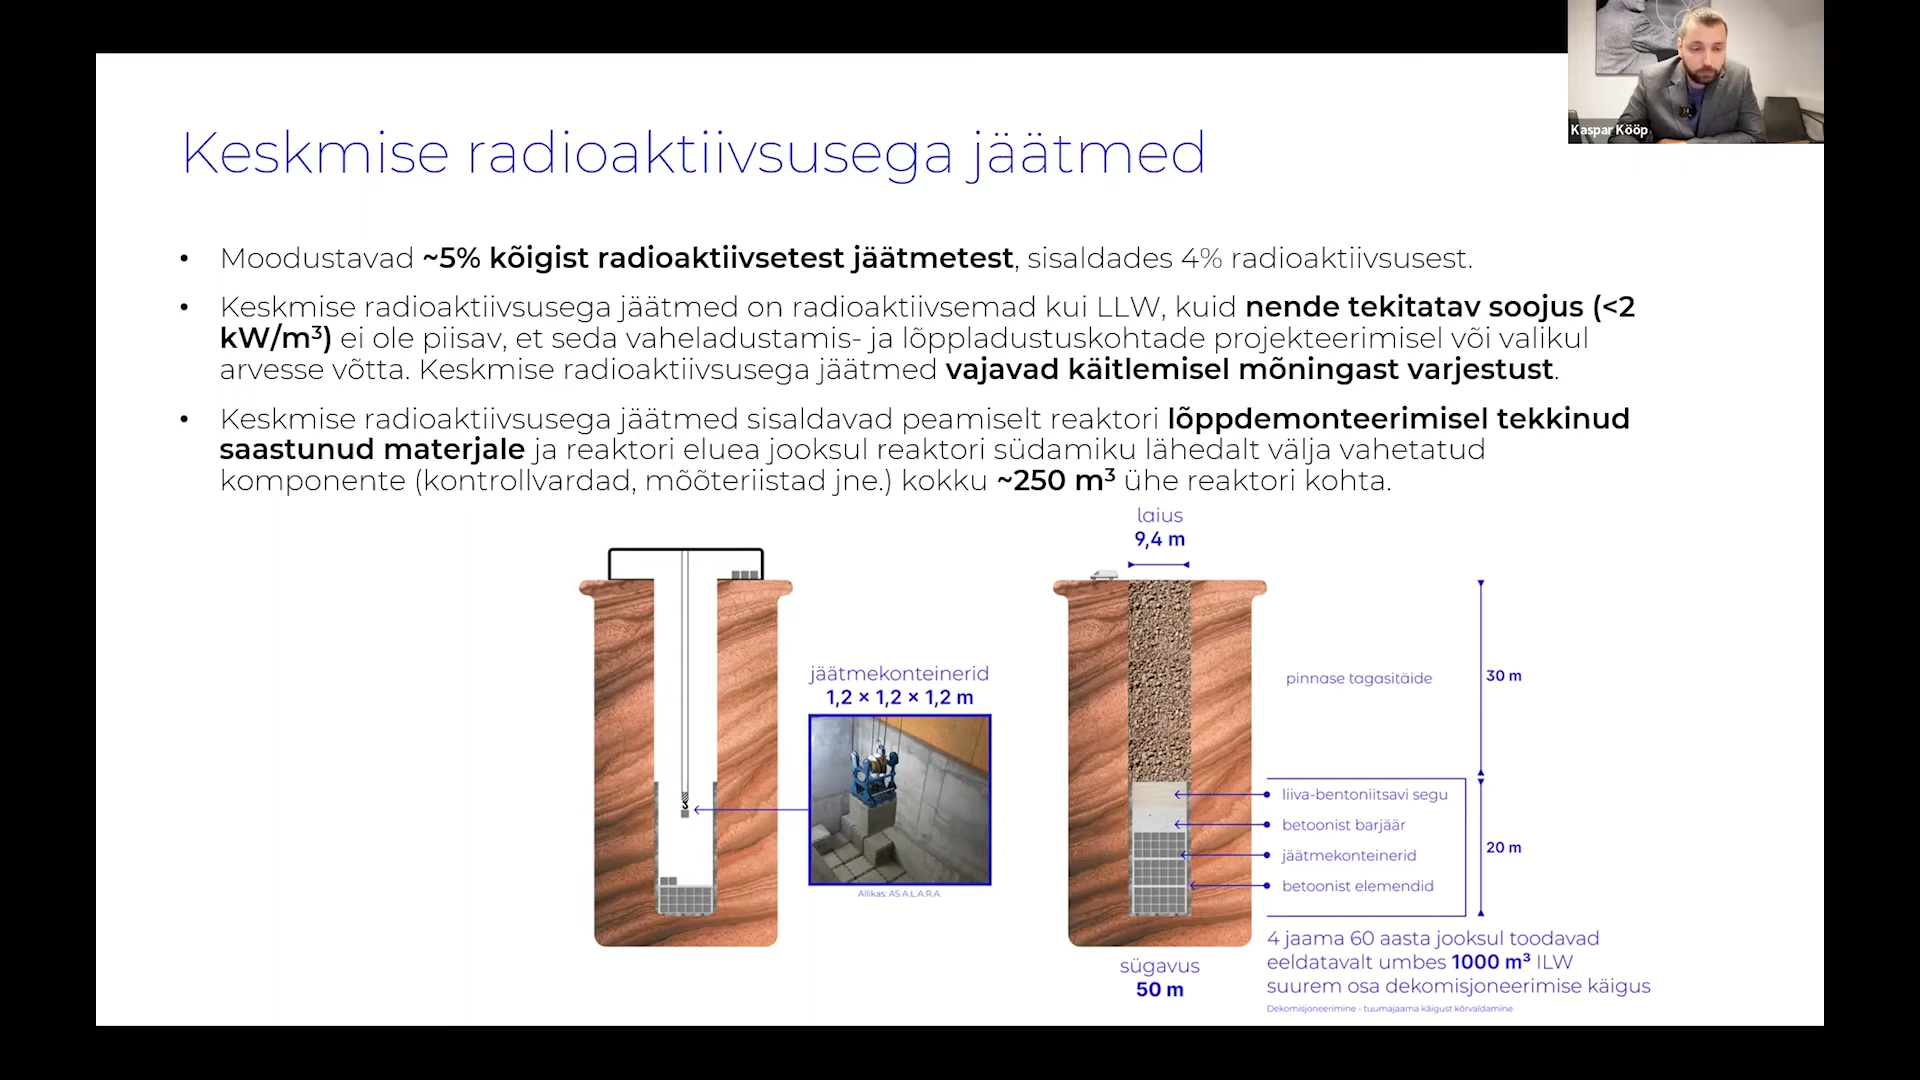 Kaspar Kööp
Keskmise radioaktiivsusega jäätmed
• Moodustavad ~5% kõigist radioaktiivsetest jäätmetest, sisaldades 4% radioaktiivsusest.
• Keskmise radioaktiivsusega jäätmed on radioaktiivsemad kui LLW, kuid nende tekitatav soojus (<2
kW/m³) ei ole piisav, et seda vaheladustamis- ja lõppladustuskohtade projekteerimisel või valikul
arvesse võtta. Keskmise radioaktiivsusega jäätmed vajavad käitlemisel mõningast varjestust.
• Keskmise radioaktiivsusega jäätmed sisaldavad peamiselt reaktori lõppdemonteerimisel tekkinud
saastunud materjale ja reaktori eluea jooksul reaktori südamiku lähedalt välja vahetatud
komponente (kontrollvardad, mõõteriistad jne.) kokku ~250 m³ ühe reaktori kohta.
laius
9,4 m
jäätmekonteinerid
1,2 × 1,2 × 1,2 m
Allikas: AS A.L.A.R.A.
pinnase tagasitäide
30 m
liiva-bentoniitsavi segu
betoonist barjäär
jäätmekonteinerid
betoonist elemendid
20 m
sügavus
50 m
4 jaama 60 aasta jooksul toodavad
eeldatavalt umbes 1000 m³ ILW
suurem osa dekomisjoneerimise käigus
Dekomisjoneerimine - tuumajaama käigust kõrvaldamine